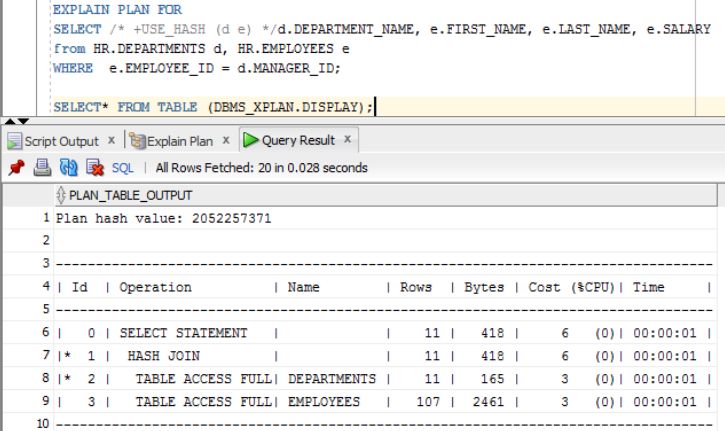 EXPLAIN PLAN FOR
SELECT /* +USE_HASH (d e) */d.DEPARTMENT_NAME, e.FIRST_NAME, e.LAST_NAME, e.SALARY
from HR.DEPARTMENTS d, HR.EMPLOYEES e
WHERE  e.EMPLOYEE_ID = d.MANAGER_ID;
SELECT* FROM TABLE (DBMS_XPLAN.DISPLAY);
Script Output x Explain Plan x Query Result x
SQL | All Rows Fetched: 20 in 0.028 seconds
PLAN_TABLE_OUTPUT
1 Plan hash value: 2052257371
2
3 --------------------------------------------------------------------------------
4 | Id  | Operation          | Name        | Rows  | Bytes | Cost (%CPU)| Time     |
5 --------------------------------------------------------------------------------
6 |   0 | SELECT STATEMENT   |             |    11 |   418 |     6   (0)| 00:00:01 |
7 |*  1 |  HASH JOIN         |             |    11 |   418 |     6   (0)| 00:00:01 |
8 |*  2 |   TABLE ACCESS FULL| DEPARTMENTS |    11 |   165 |     3   (0)| 00:00:01 |
9 |   3 |   TABLE ACCESS FULL| EMPLOYEES   |   107 |  2461 |     3   (0)| 00:00:01 |
10 --------------------------------------------------------------------------------